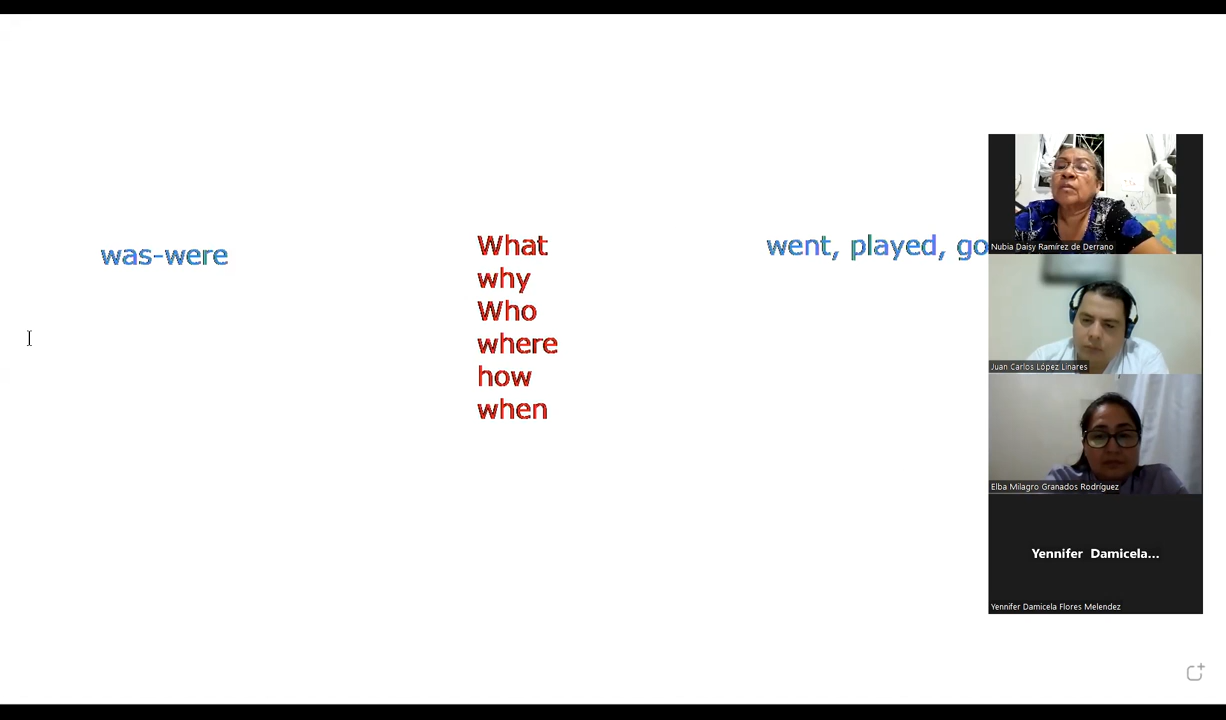 was-were
What
why
Who
where
how
when
went, played, go
Nubia Daisy Ramírez de Derrano
Juan Carlos López Linares
Elba Milagro Granados Rodríguez
Yennifer Damicela...
Yennifer Damicela Flores Melendez